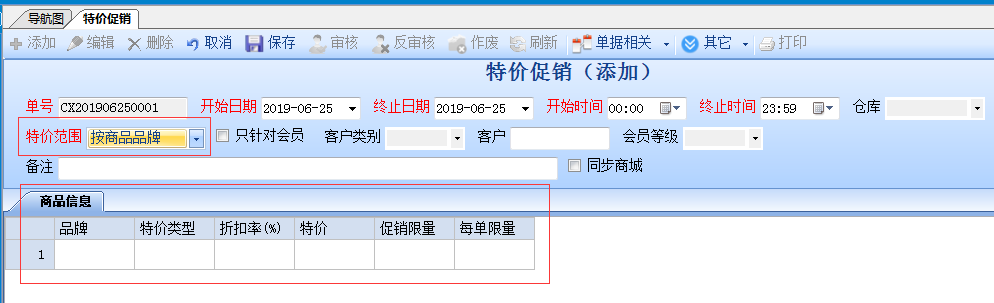 导航图 特价促销
添加 编辑 删除 取消 保存 审核 反审核 作废 刷新 单据相关 其它 打印
特价促销（添加）
单号 CX201906250001 开始日期 2019-06-25 终止日期 2019-06-25 开始时间 00:00 终止时间 23:59 仓库
特价范围 按商品品牌 只针对会员 客户类别 客户 会员等级
备注 同步商城
商品信息
品牌 特价类型 折扣率(%) 特价 促销限量 每单限量
1